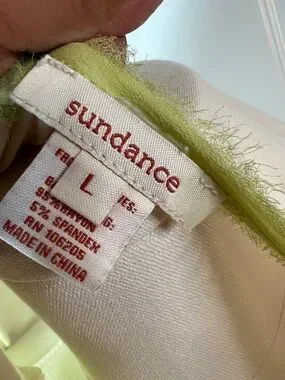 sundance
L
5% SPANDEX
RN 106205
MADE IN CHINA